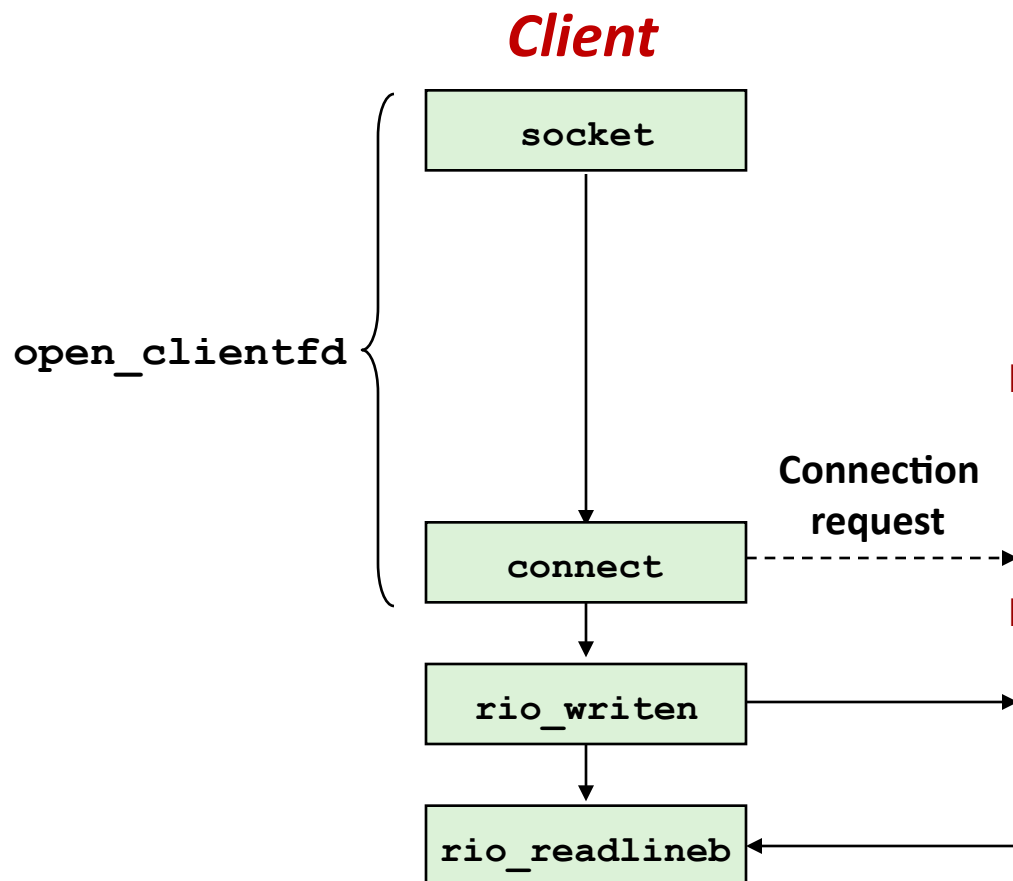 Client
socket
open_clientfd
Connection
request
connect
rio_writen
rio_readlineb